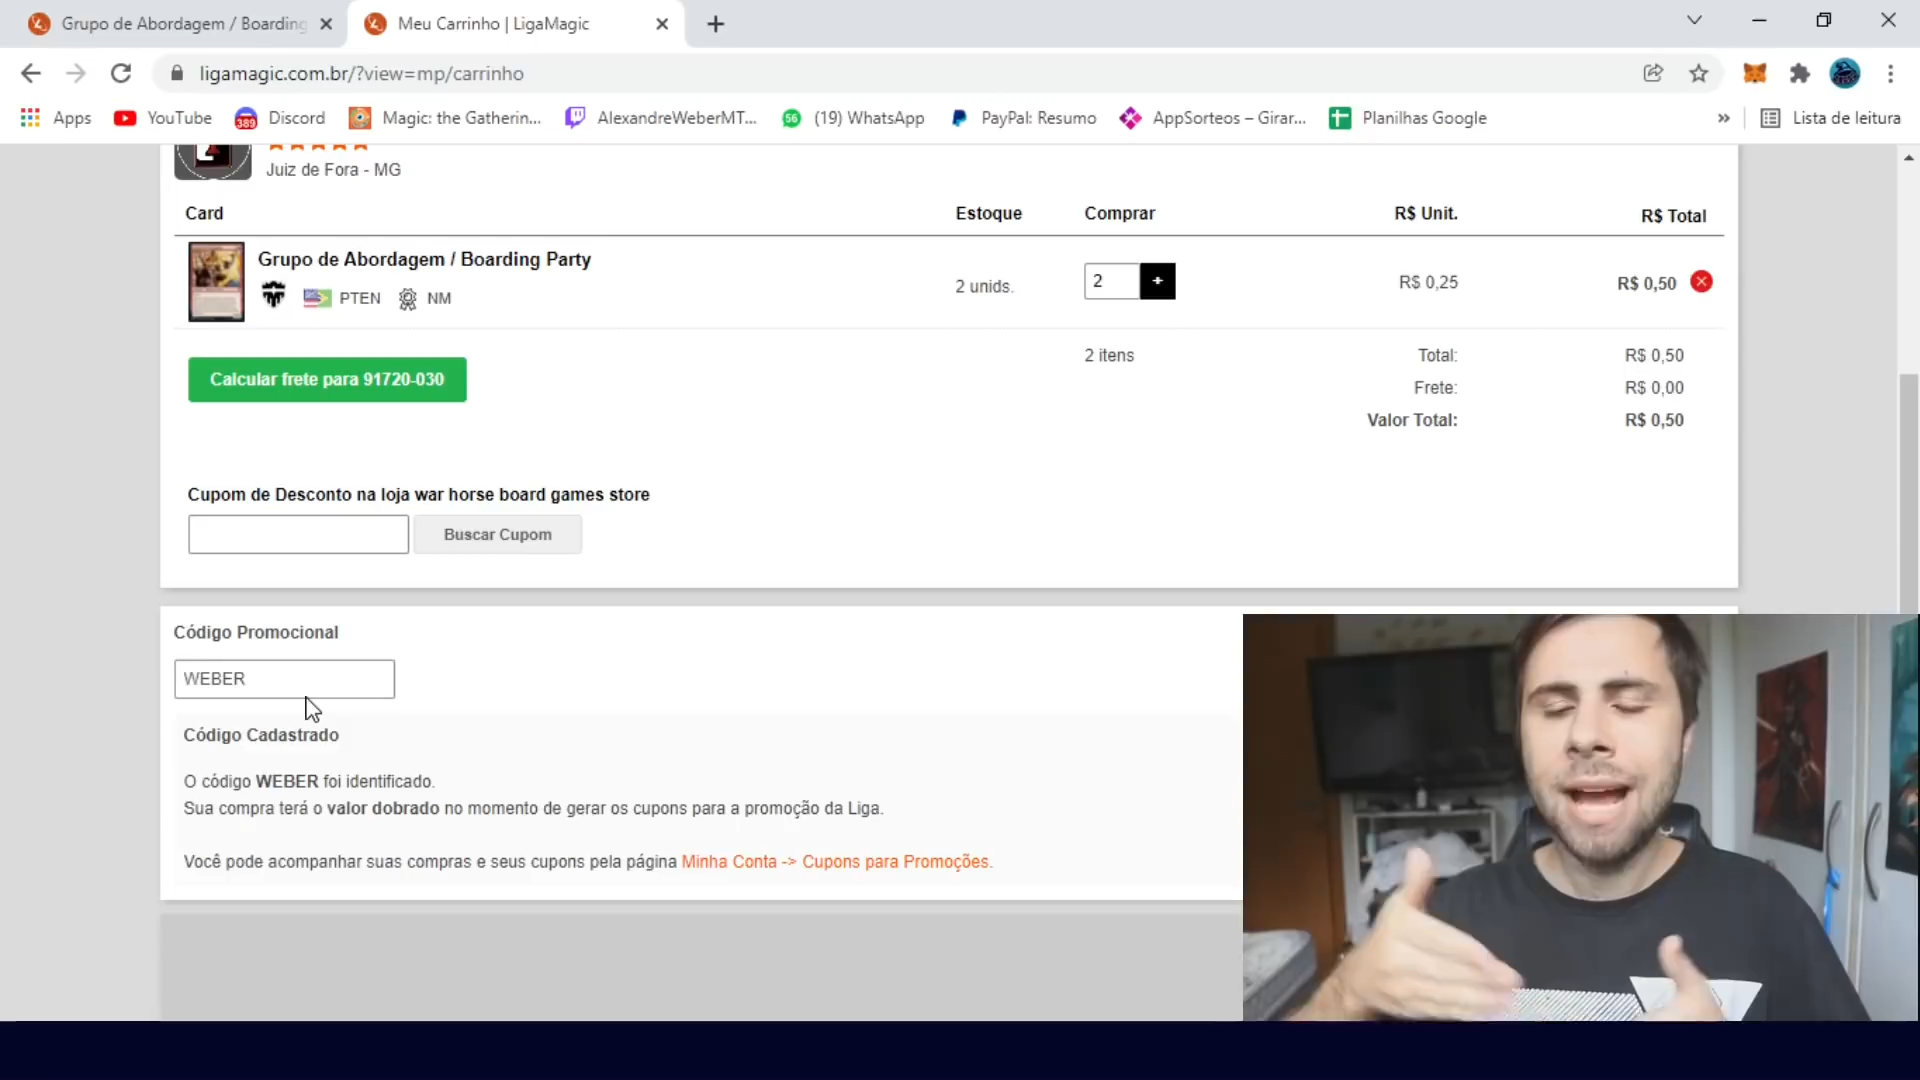 Grupo de Abordagem / Boarding
Meu Carrinho | LigaMagic
ligamagic.com.br/?view=mp/carrinho
Apps
YouTube
389
Discord
Magic: the Gatherin...
AlexandreWeberMT...
56
(19) WhatsApp
PayPal: Resumo
AppSorteos – Girar...
Planilhas Google
»
Lista de leitura
Juiz de Fora - MG
Card
Estoque
Comprar
R$ Unit.
R$ Total
Grupo de Abordagem / Boarding Party
PTEN
NM
2 unids.
2
+
R$ 0,25
R$ 0,50
Calcular frete para 91720-030
2 itens
Total:
R$ 0,50
Frete:
R$ 0,00
Valor Total:
R$ 0,50
Cupom de Desconto na loja war horse board games store
Buscar Cupom
Código Promocional
WEBER
Código Cadastrado
O código WEBER foi identificado.
Sua compra terá o valor dobrado no momento de gerar os cupons para a promoção da Liga.
Você pode acompanhar suas compras e seus cupons pela página Minha Conta -> Cupons para Promoções.